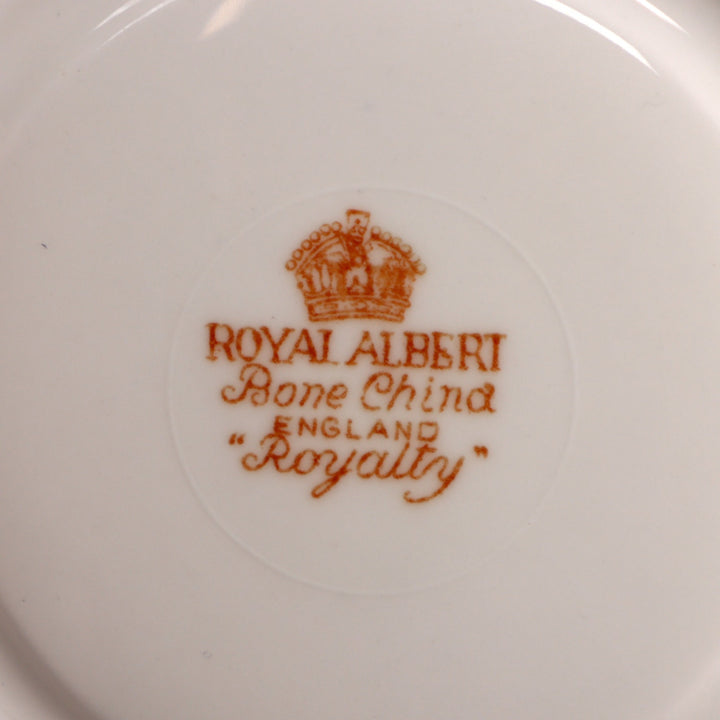 ROYAL ALBERT
Bone China
ENGLAND
"Royalty"